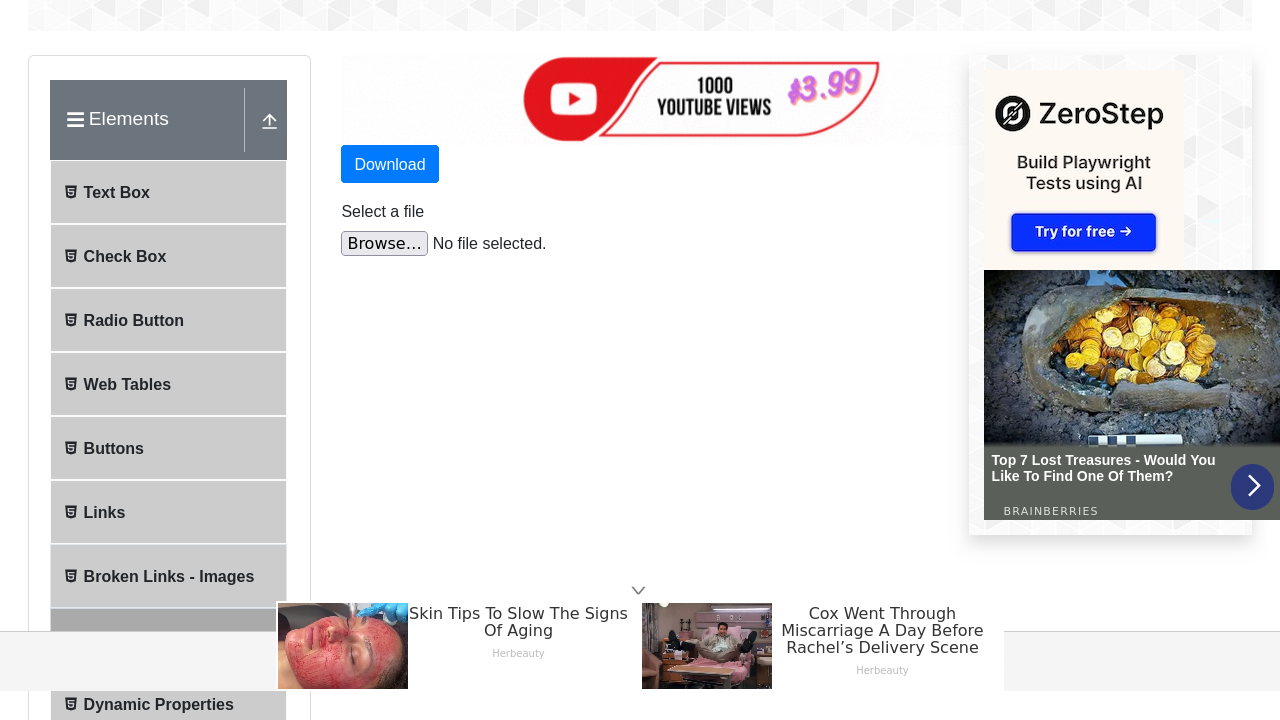 Elements
Text Box
Check Box
Radio Button
Web Tables
Buttons
Links
Broken Links - Images
Dynamic Properties
1000
YOUTUBE VIEWS
$3.99
Download
Select a file
Browse... No file selected.
ZeroStep
Build Playwright
Tests using AI
Try for free →
Top 7 Lost Treasures - Would You
Like To Find One Of Them?
BRAINBERRIES
Skin Tips To Slow The Signs
Of Aging
Herbeauty
Cox Went Through
Miscarriage A Day Before
Rachel’s Delivery Scene
Herbeauty